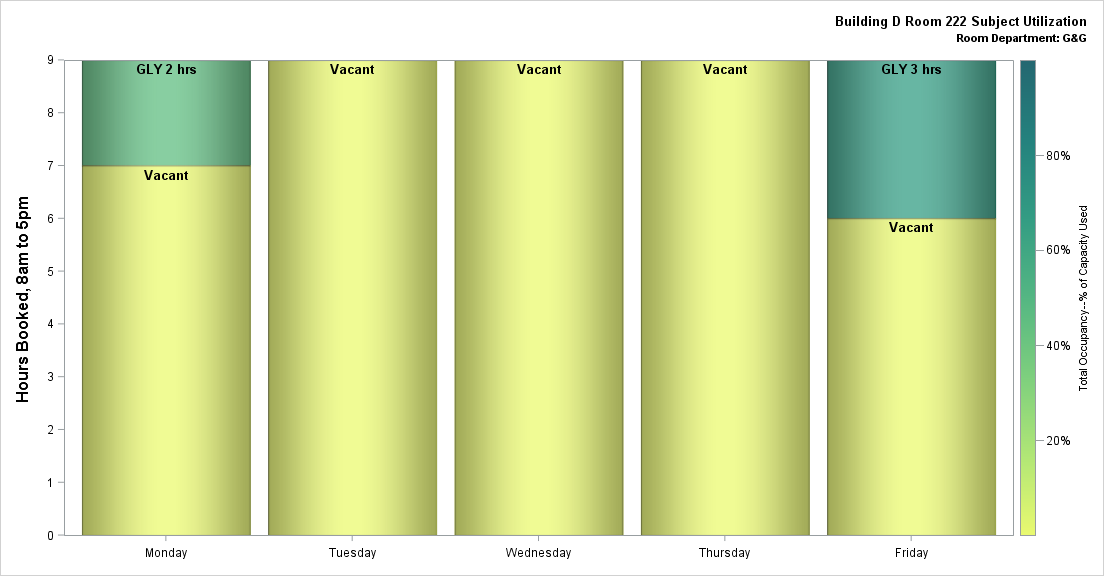 Building D Room 222 Subject Utilization
Room Department: G&G
Hours Booked, 8am to 5pm
9
8
7
6
5
4
3
2
1
0
GLY 2 hrs
Vacant
Vacant
Vacant
Vacant
GLY 3 hrs
Vacant
Monday
Tuesday
Wednesday
Thursday
Friday
80%
60%
40%
20%
Total Occupancy--% of Capacity Used